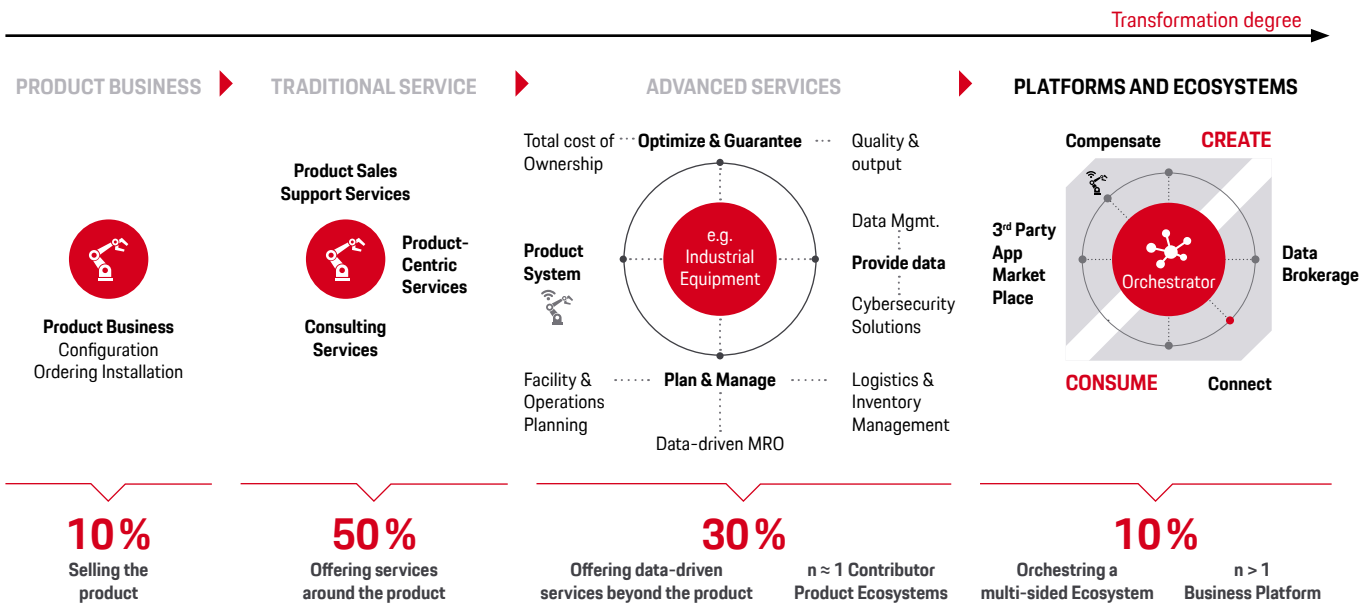 Transformation degree
PRODUCT BUSINESS
TRADITIONAL SERVICE
ADVANCED SERVICES
PLATFORMS AND ECOSYSTEMS
Product Business
Configuration
Ordering Installation
Product Sales
Support Services
Product-
Centric
Services
Consulting
Services
Total cost of
Ownership
Optimize & Guarantee
Quality &
output
Product
System
e.g.
Industrial
Equipment
Data Mgmt.
Provide data
Cybersecurity
Solutions
Facility &
Operations
Planning
Plan & Manage
Logistics &
Inventory
Management
Data-driven MRO
Compensate
CREATE
3rd Party
App
Market
Place
Orchestrator
Data
Brokerage
CONSUME
Connect
10%
Selling the
product
50%
Offering services
around the product
30%
Offering data-driven
services beyond the product
n ≈ 1 Contributor
Product Ecosystems
10%
Orchestring a
multi-sided Ecosystem
n > 1
Business Platform